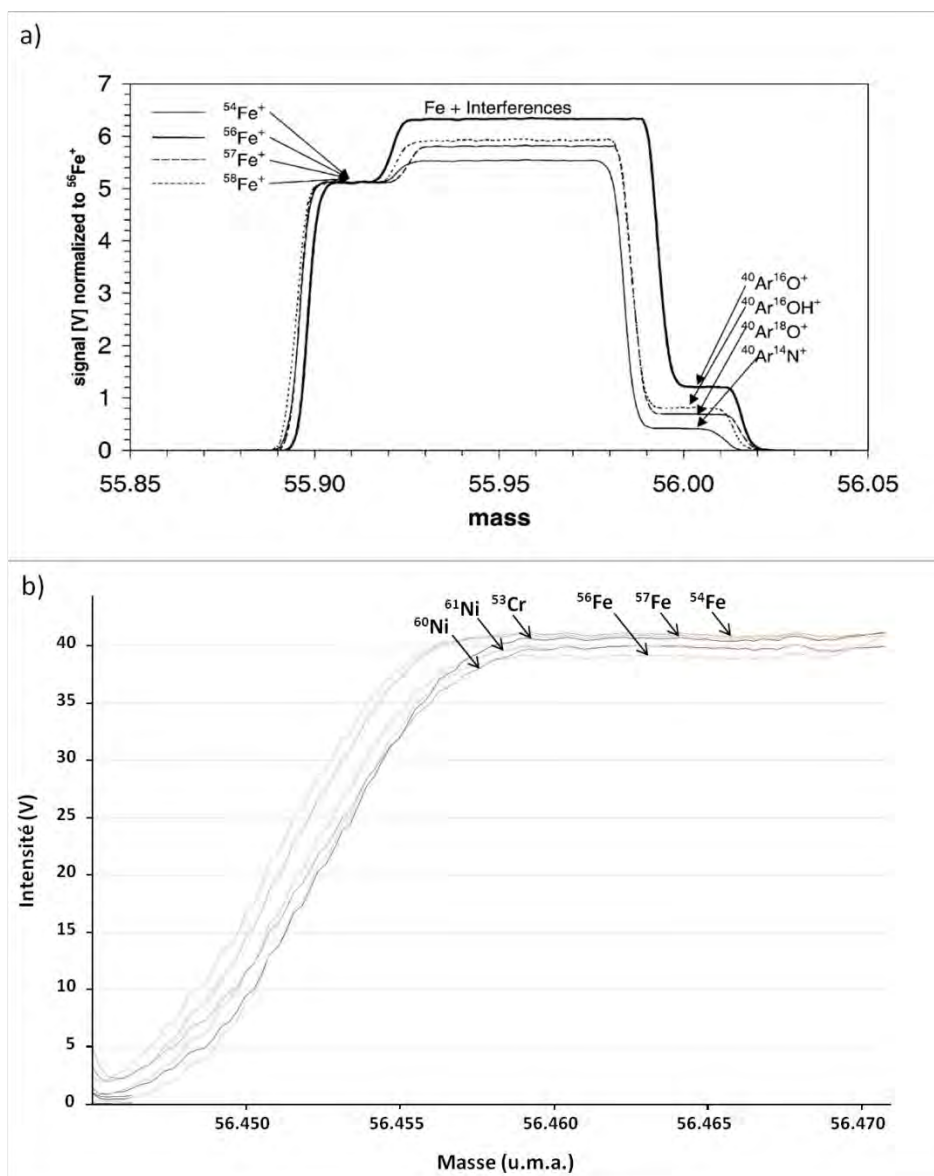 a)
7
6
5
4
3
2
1
0
signal [V] normalized to ⁵⁶Fe⁺
⁵⁴Fe⁺
⁵⁶Fe⁺
⁵⁷Fe⁺
⁵⁸Fe⁺
Fe + Interferences
⁴⁰Ar¹⁶O⁺
⁴⁰Ar¹⁶OH⁺
⁴⁰Ar¹⁸O⁺
⁴⁰Ar¹⁴N⁺
55.85 55.90 55.95 56.00 56.05
mass
b)
40
35
30
25
20
15
10
5
0
Intensité (V)
⁶⁰Ni ⁶¹Ni ⁵³Cr ⁵⁶Fe ⁵⁷Fe ⁵⁴Fe
56.450 56.455 56.460 56.465 56.470
Masse (u.m.a.)